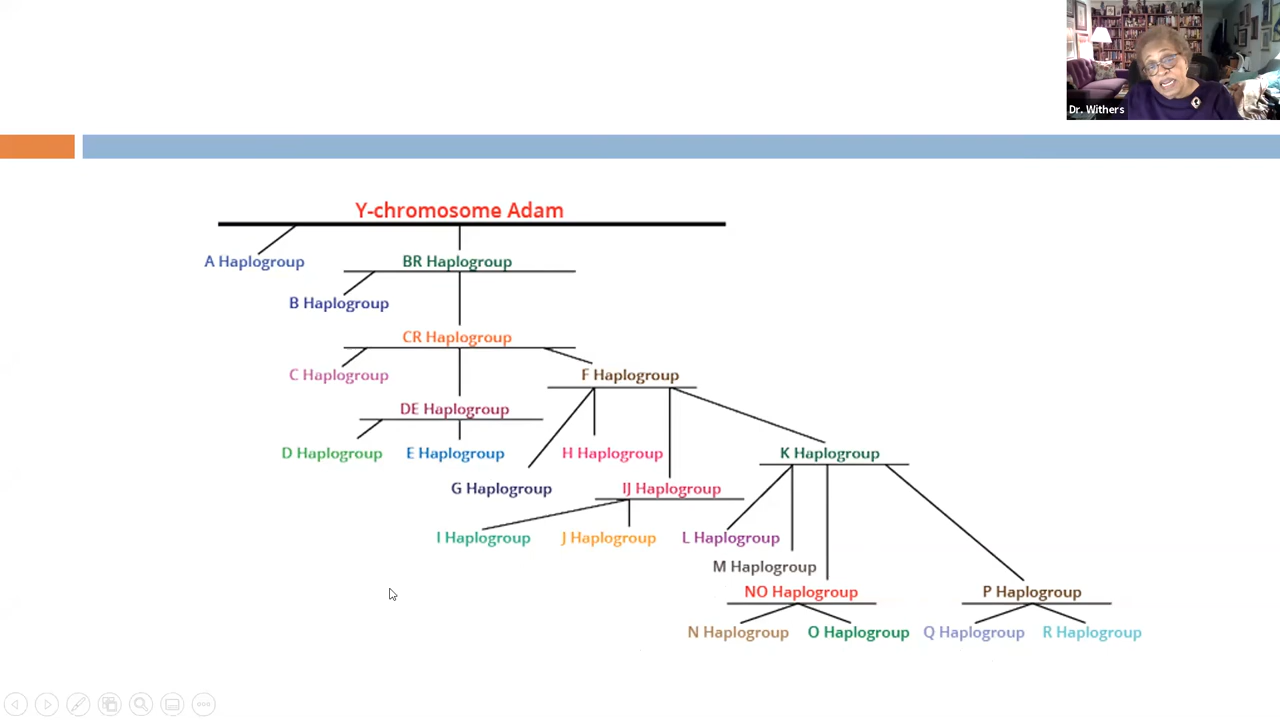 Dr. Withers
Y-chromosome Adam
A Haplogroup
BR Haplogroup
B Haplogroup
CR Haplogroup
C Haplogroup
F Haplogroup
DE Haplogroup
D Haplogroup
E Haplogroup
H Haplogroup
K Haplogroup
G Haplogroup
IJ Haplogroup
I Haplogroup
J Haplogroup
L Haplogroup
M Haplogroup
NO Haplogroup
P Haplogroup
N Haplogroup
O Haplogroup
Q Haplogroup
R Haplogroup